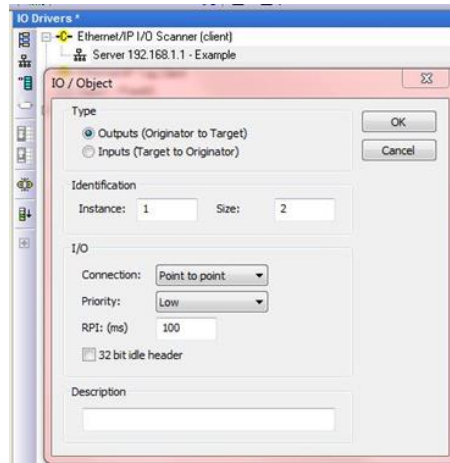 IO Drivers *
Ethernet/IP I/O Scanner (client)
Server 192.168.1.1 - Example
IO / Object
Type
Outputs (Originator to Target)
Inputs (Target to Originator)
OK
Cancel
Identification
Instance: 1 Size: 2
I/O
Connection: Point to point
Priority: Low
RPI: (ms) 100
32 bit idle header
Description